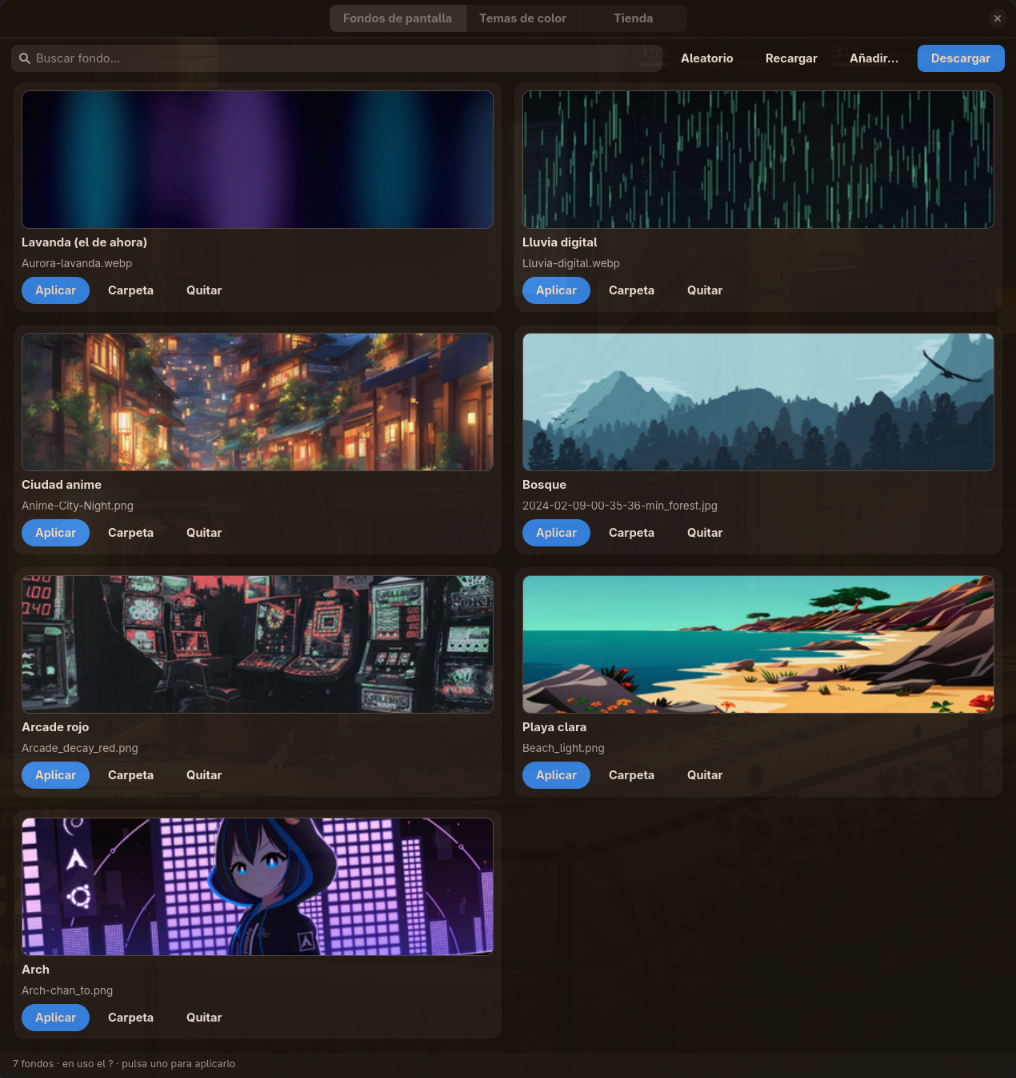 Fondos de pantalla Temas de color Tienda
Buscar fondo... Aleatorio Recargar Añadir... Descargar
Lavanda (el de ahora)
Aurora-lavanda.webp
Aplicar Carpeta Quitar
Lluvia digital
Lluvia-digital.webp
Aplicar Carpeta Quitar
Ciudad anime
Anime-City-Night.png
Aplicar Carpeta Quitar
Bosque
2024-02-09-00-35-36-min_forest.jpg
Aplicar Carpeta Quitar
1.00
Arcade rojo
Arcade_decay_red.png
Aplicar Carpeta Quitar
Playa clara
Beach_light.png
Aplicar Carpeta Quitar
Arch
Arch-chan_to.png
Aplicar Carpeta Quitar
7 fondos · en uso el ? · pulsa uno para aplicarlo